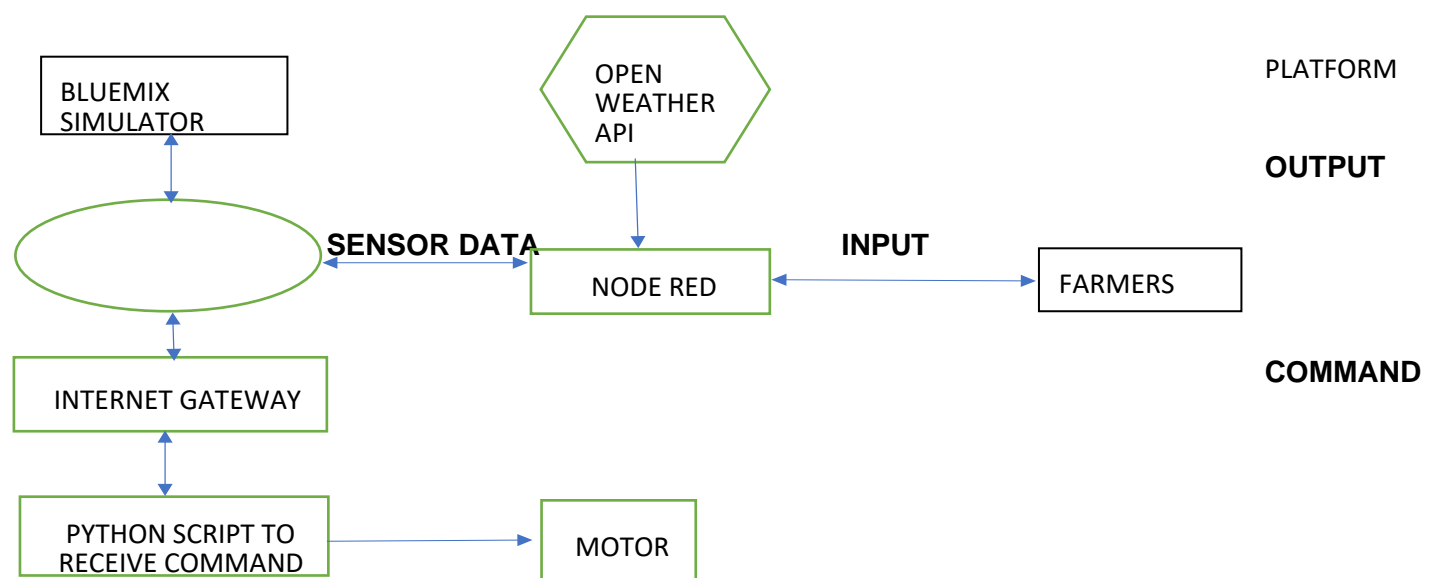 BLUEMIX
SIMULATOR
OPEN
WEATHER
API
PLATFORM
OUTPUT
SENSOR DATA
INPUT
NODE RED
FARMERS
INTERNET GATEWAY
COMMAND
PYTHON SCRIPT TO
RECEIVE COMMAND
MOTOR